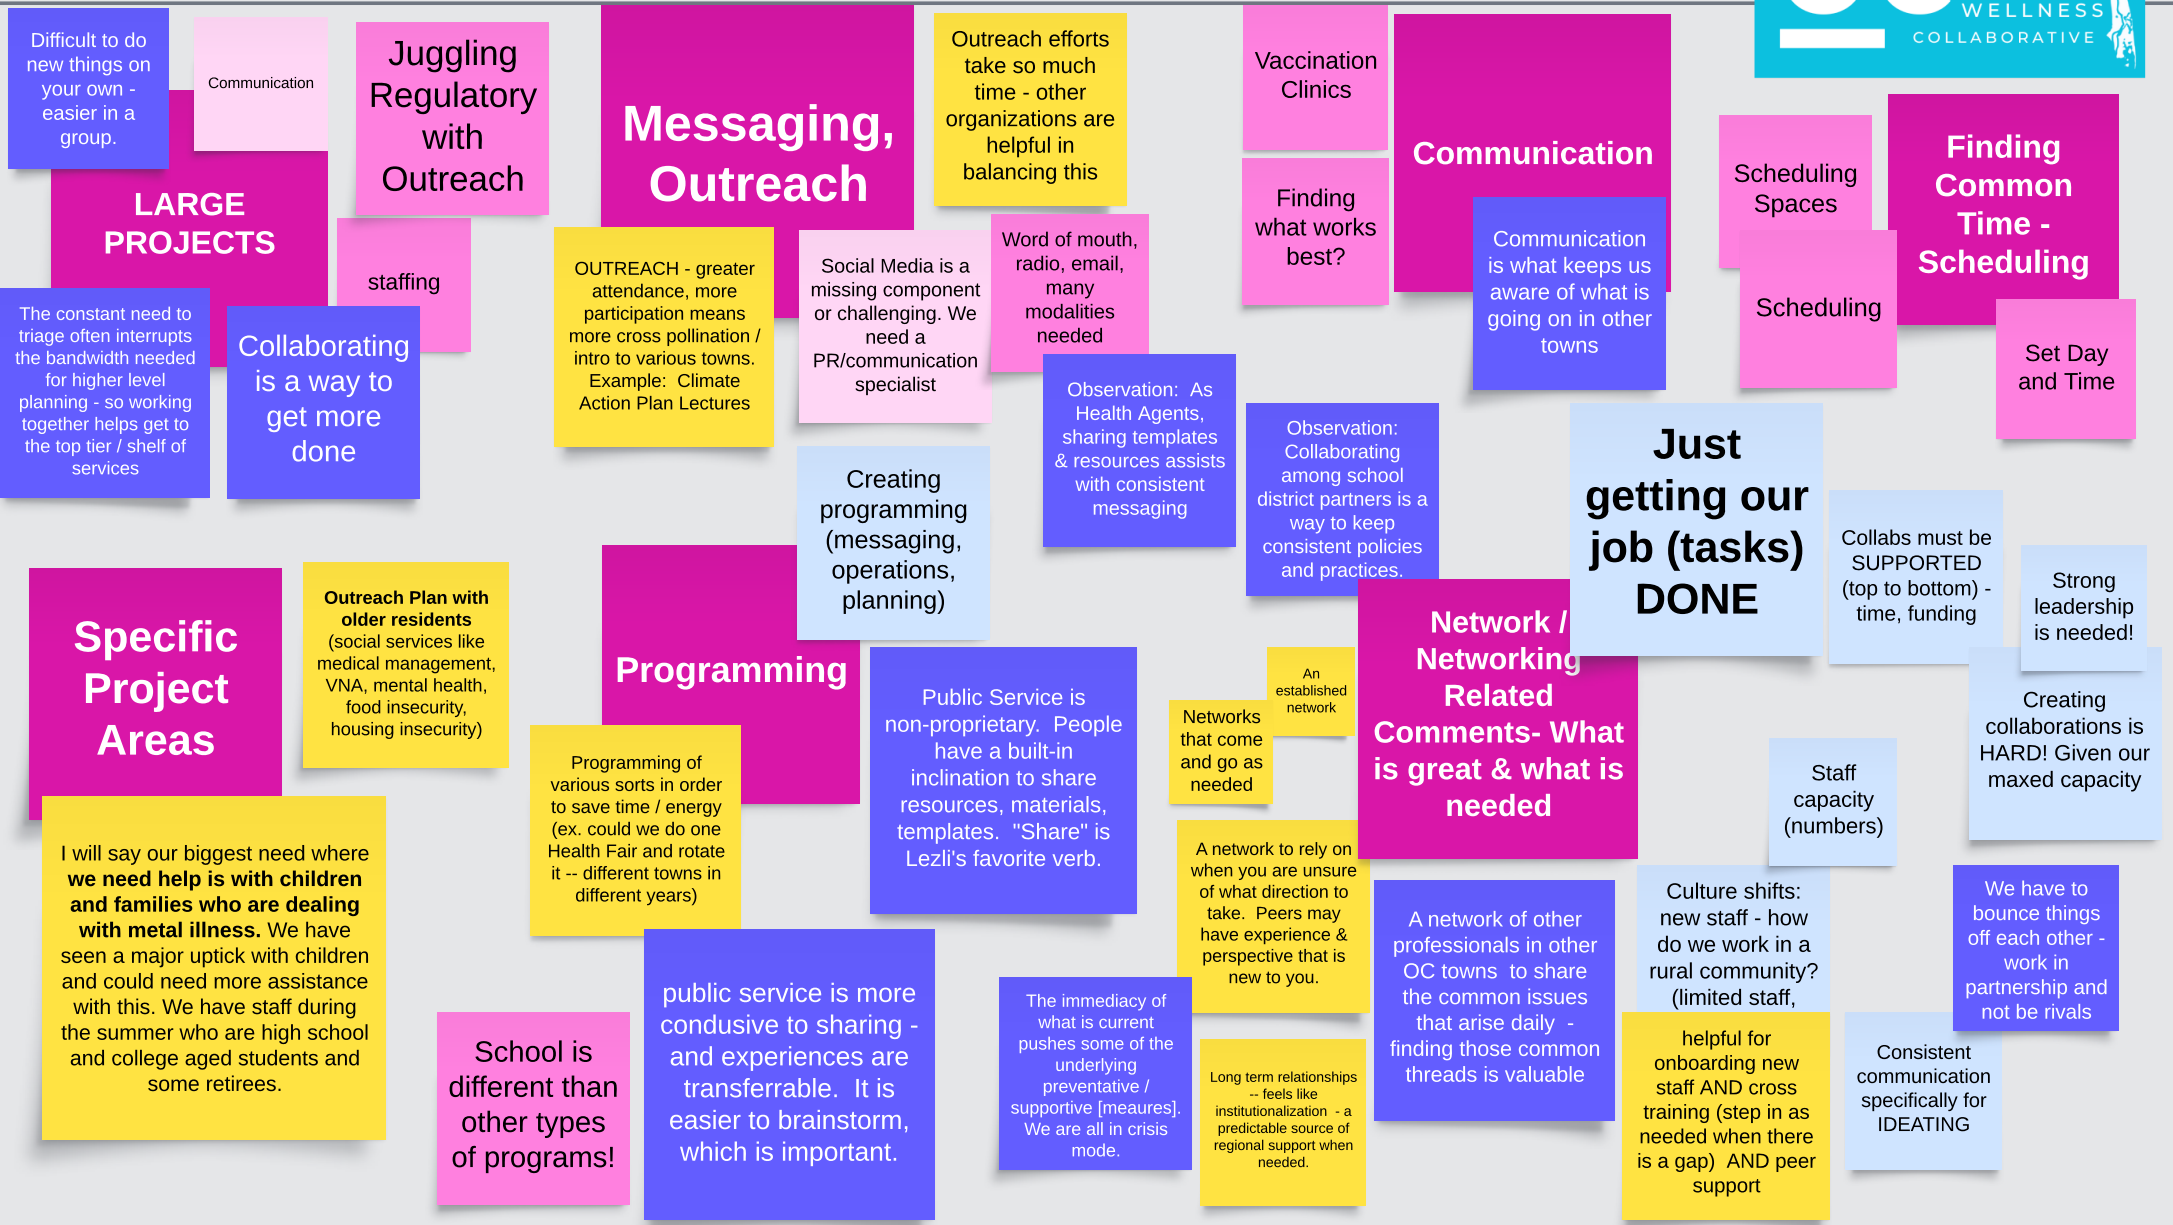 WELLNESS
COLLABORATIVE
Difficult to do
new things on
your own -
easier in a
group.
Communication
LARGE
PROJECTS
Juggling
Regulatory
with
Outreach
staffing
The constant need to
triage often interrupts
the bandwidth needed
for higher level
planning - so working
together helps get to
the top tier / shelf of
services
Collaborating
is a way to
get more
done
Messaging,
Outreach
Outreach efforts
take so much
time - other
organizations are
helpful in
balancing this
OUTREACH - greater
attendance, more
participation means
more cross pollination /
intro to various towns.
Example:  Climate
Action Plan Lectures
Social Media is a
missing component
or challenging. We
need a
PR/communication
specialist
Word of mouth,
radio, email,
many
modalities
needed
Observation:  As
Health Agents,
sharing templates
& resources assists
with consistent
messaging
Vaccination
Clinics
Finding
what works
best?
Communication
Communication
is what keeps us
aware of what is
going on in other
towns
Observation:
Collaborating
among school
district partners is a
way to keep
consistent policies
and practices.
Scheduling
Spaces
Scheduling
Finding
Common
Time -
Scheduling
Set Day
and Time
Specific
Project
Areas
Outreach Plan with
older residents
(social services like
medical management,
VNA, mental health,
food insecurity,
housing insecurity)
I will say our biggest need where
we need help is with children
and families who are dealing
with metal illness. We have
seen a major uptick with children
and could need more assistance
with this. We have staff during
the summer who are high school
and college aged students and
some retirees.
Creating
programming
(messaging,
operations,
planning)
Programming
Programming of
various sorts in order
to save time / energy
(ex. could we do one
Health Fair and rotate
it -- different towns in
different years)
Public Service is
non-proprietary.  People
have a built-in
inclination to share
resources, materials,
templates.  "Share" is
Lezli's favorite verb.
School is
different than
other types
of programs!
public service is more
condusive to sharing -
and experiences are
transferrable.  It is
easier to brainstorm,
which is important.
Just
getting our
job (tasks)
DONE
Network /
Networking
Related
Comments- What
is great & what is
needed
An
established
network
Networks
that come
and go as
needed
A network to rely on
when you are unsure
of what direction to
take.  Peers may
have experience &
perspective that is
new to you.
The immediacy of
what is current
pushes some of the
underlying
preventative /
supportive [meaures].
We are all in crisis
mode.
Long term relationships
-- feels like
institutionalization  - a
predictable source of
regional support when
needed.
A network of other
professionals in other
OC towns  to share
the common issues
that arise daily  -
finding those common
threads is valuable
Collabs must be
SUPPORTED
(top to bottom) -
time, funding
Strong
leadership
is needed!
Creating
collaborations is
HARD! Given our
maxed capacity
Staff
capacity
(numbers)
Culture shifts:
new staff - how
do we work in a
rural community?
(limited staff,
helpful for
onboarding new
staff AND cross
training (step in as
needed when there
is a gap)  AND peer
support
We have to
bounce things
off each other -
work in
partnership and
not be rivals
Consistent
communication
specifically for
IDEATING